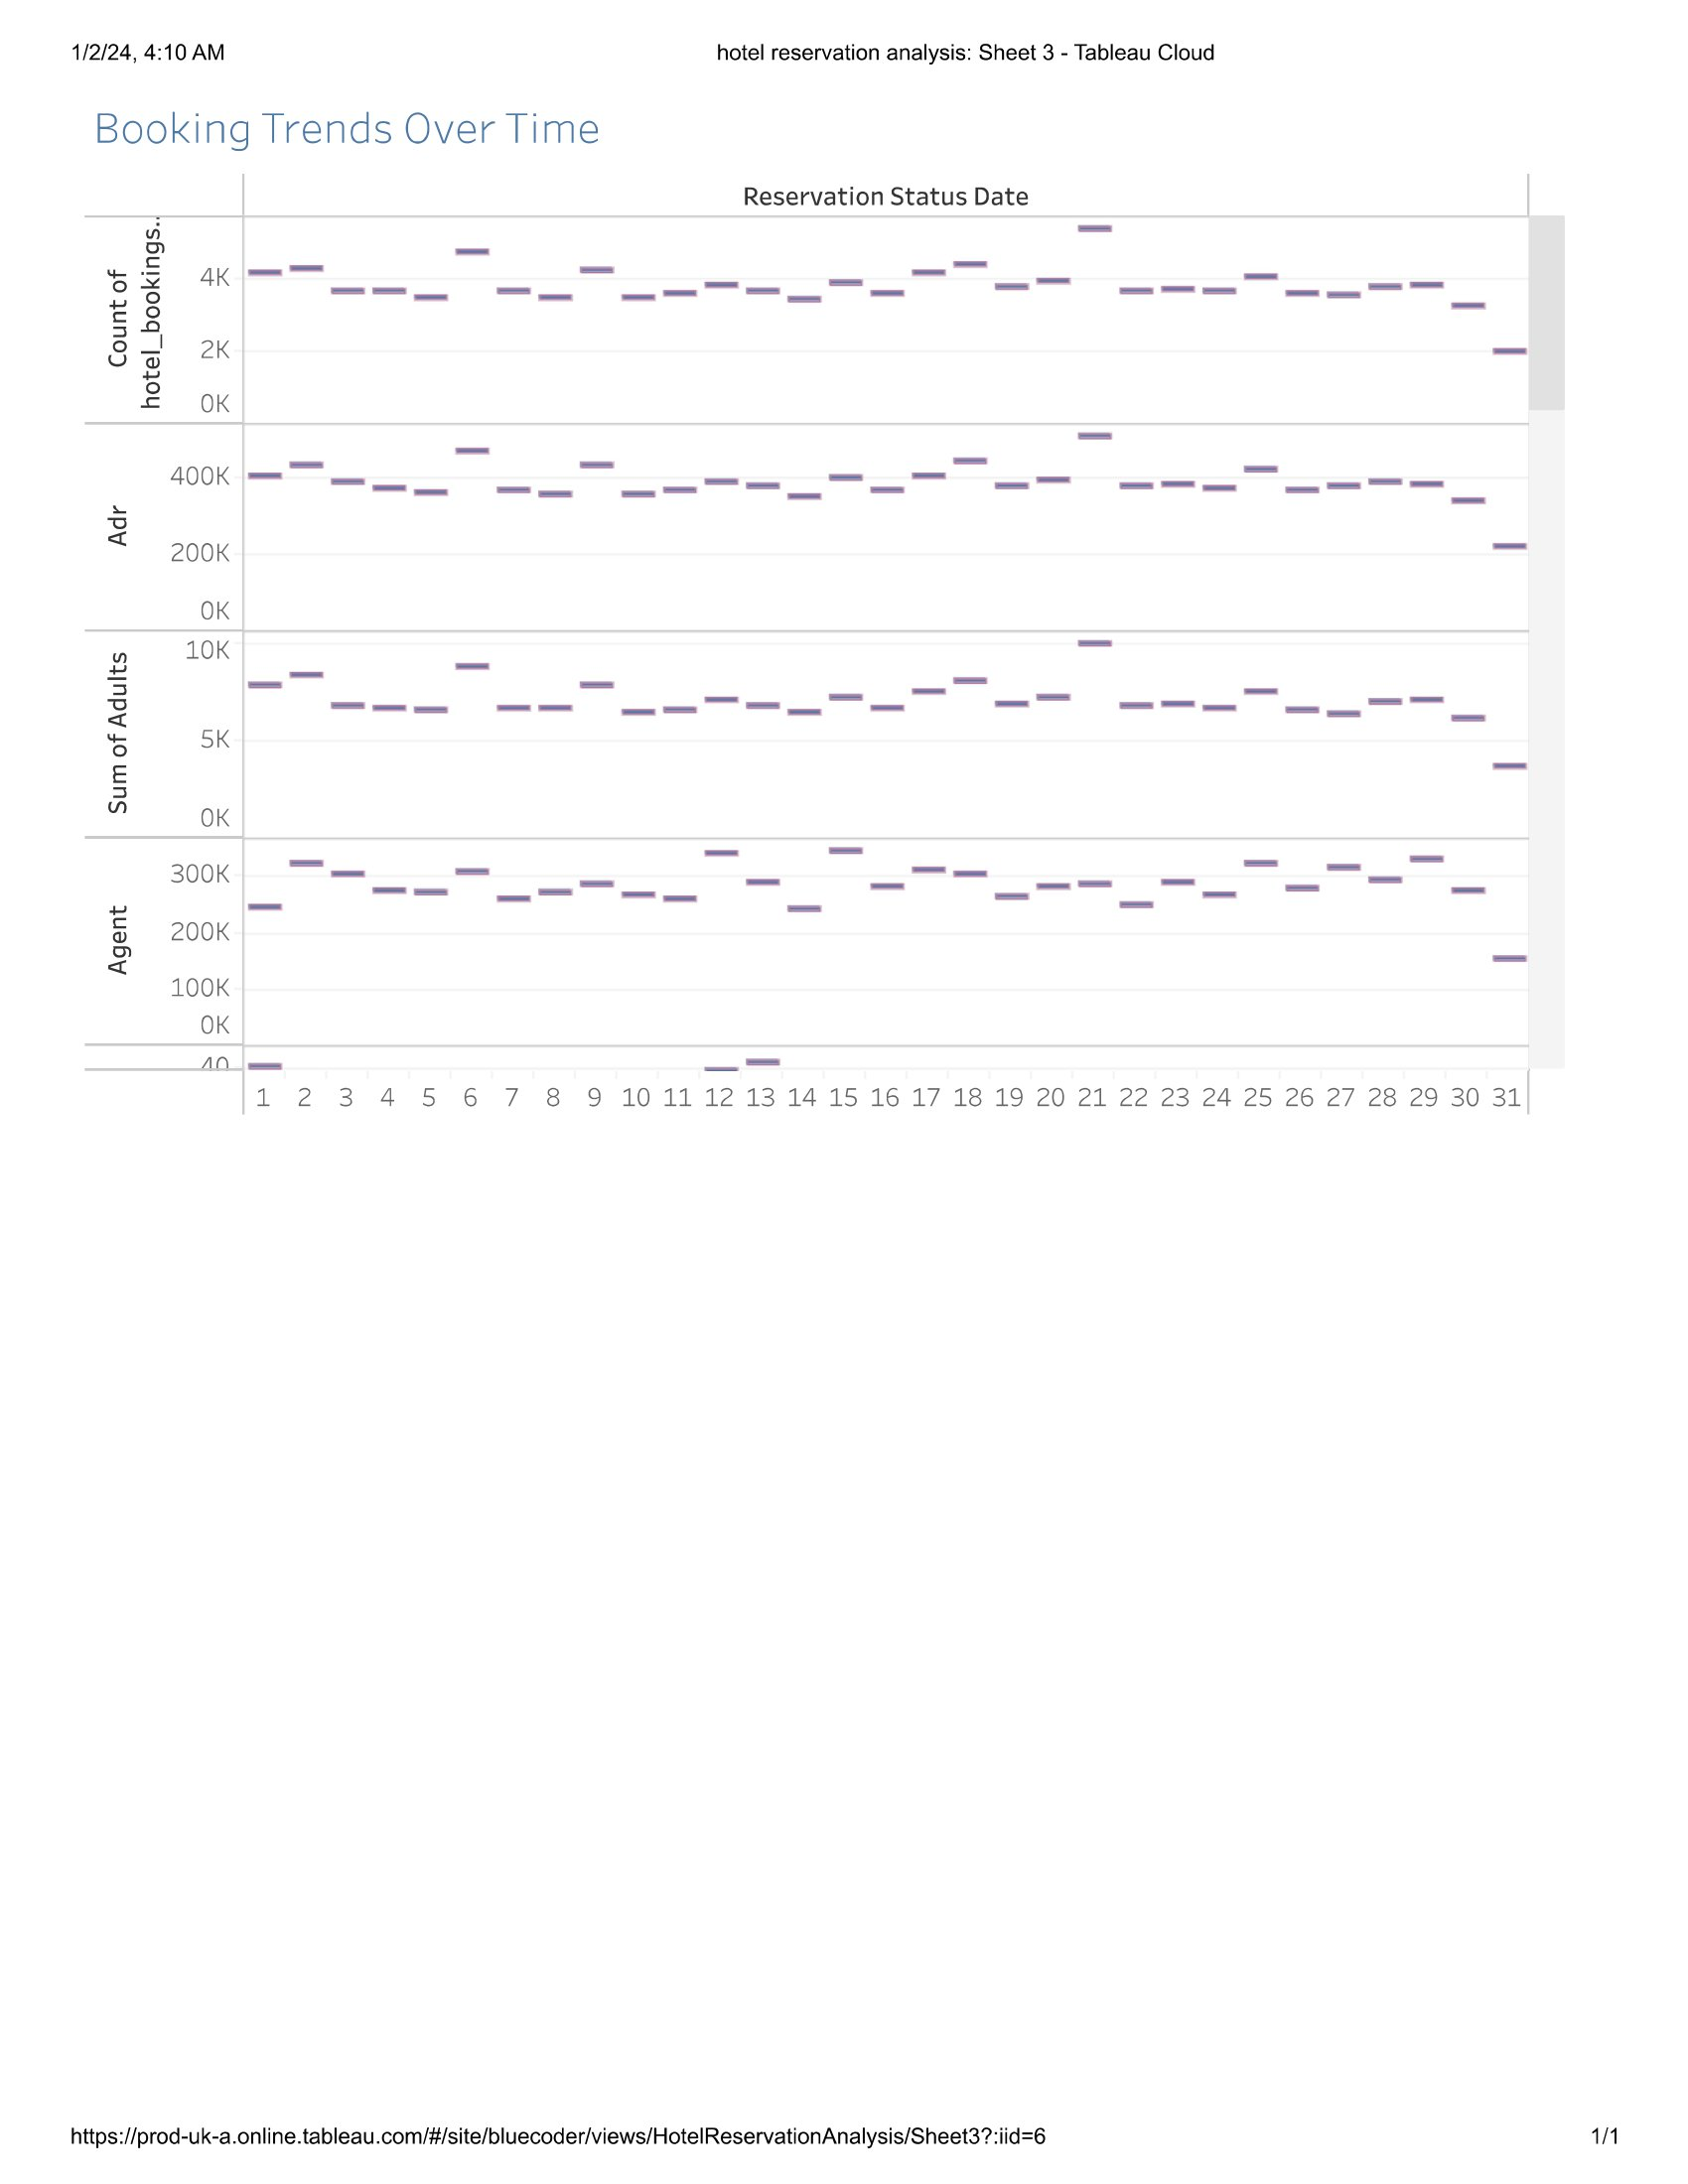 1/2/24, 4:10 AM
hotel reservation analysis: Sheet 3 - Tableau Cloud
Booking Trends Over Time
Reservation Status Date
Count of
hotel_bookings..
4K
2K
0K
Adr
400K
200K
0K
Sum of Adults
10K
5K
0K
Agent
300K
200K
100K
0K
40
1 2 3 4 5 6 7 8 9 10 11 12 13 14 15 16 17 18 19 20 21 22 23 24 25 26 27 28 29 30 31
https://prod-uk-a.online.tableau.com/#/site/bluecoder/views/HotelReservationAnalysis/Sheet3?:iid=6
1/1